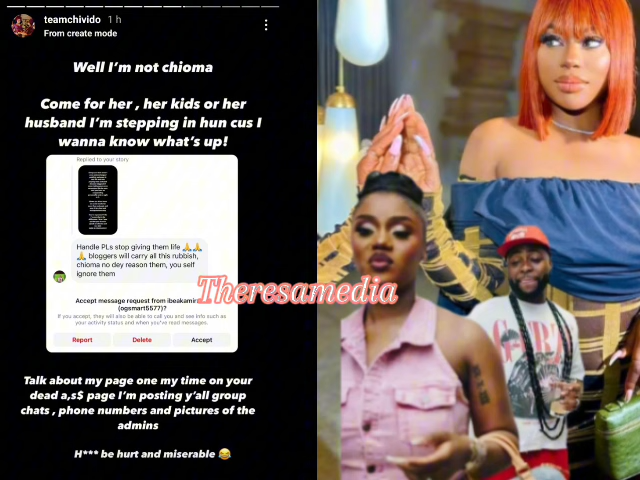 teamchivido 1 h
From create mode
Well I'm not chioma
Come for her , her kids or her
husband I'm stepping in hun cus I
wanna know what's up!
Replied to your story
Handle PLs stop giving them life 🙏🙏
🙏 bloggers will carry all this rubbish,
chioma no dey reason them, you self
ignore them
Theresamedia
Accept message request from ibeakamin
(ogsmart5577)?
If you accept, they will also be able to call you and see info such as
your activity status and when you've read messages.
Report Delete Accept
Talk about my page one my time on your
dead a,s$ page I'm posting y'all group
chats , phone numbers and pictures of the
admins
H*** be hurt and miserable 😂